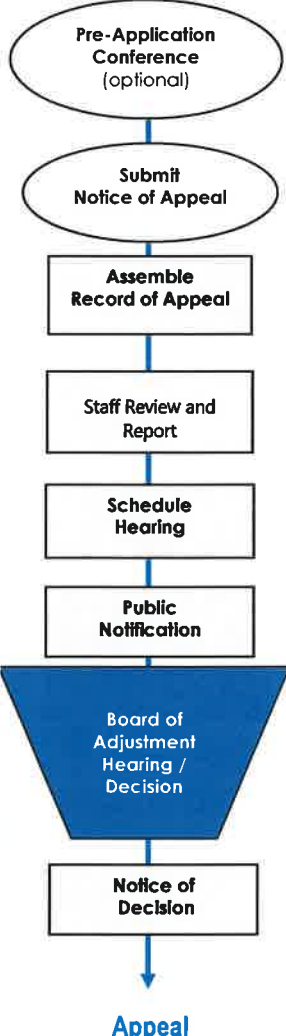 Pre-Application
Conference
(optional)
Submit
Notice of Appeal
Assemble
Record of Appeal
Staff Review and
Report
Schedule
Hearing
Public
Notification
Board of
Adjustment
Hearing /
Decision
Notice of
Decision
Appeal